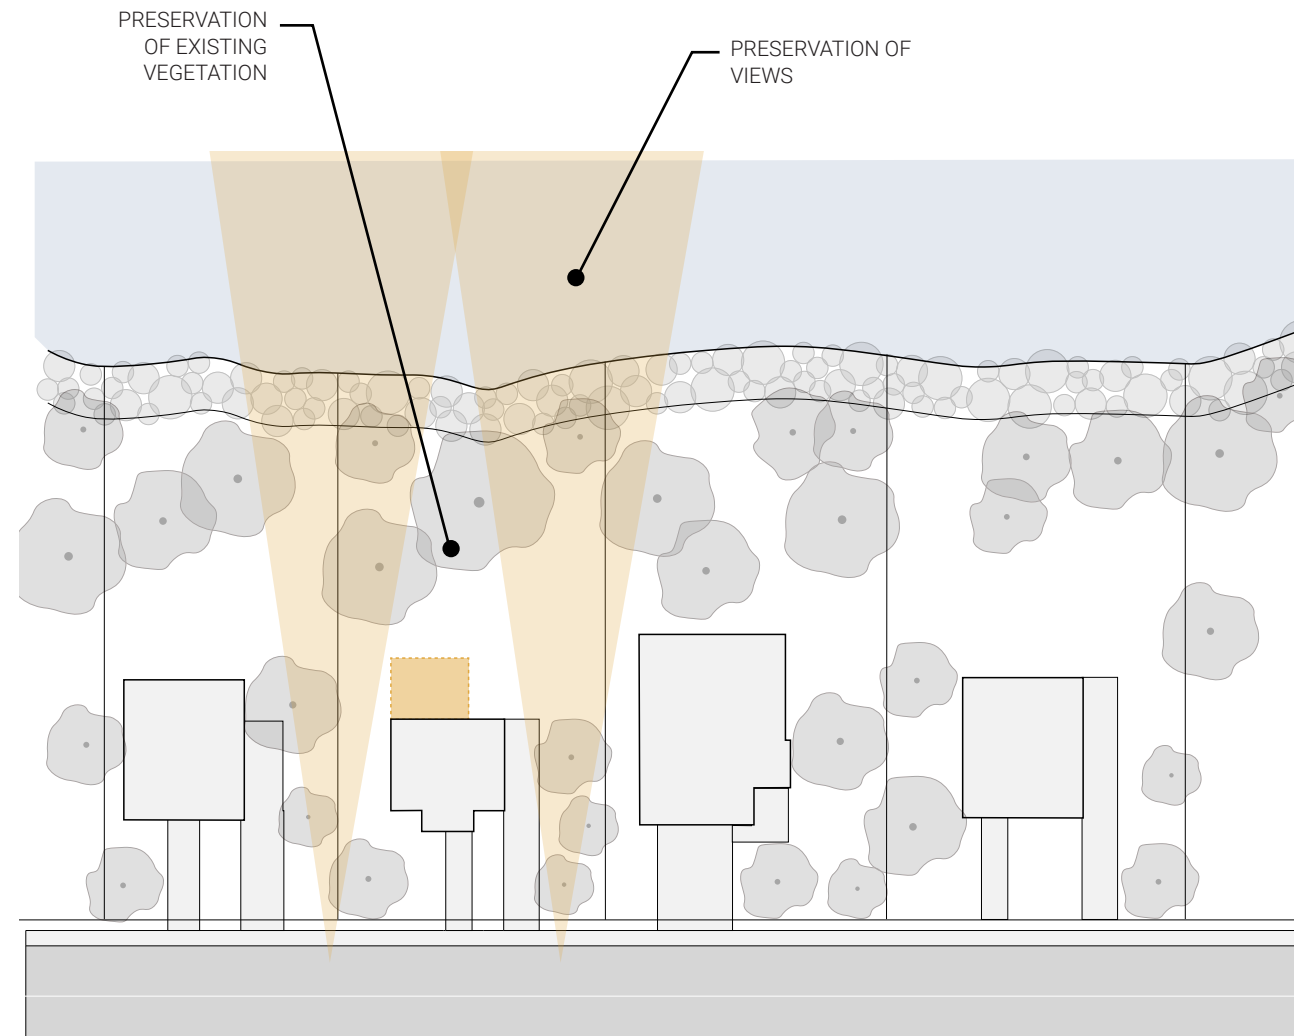 PRESERVATION
OF EXISTING
VEGETATION
PRESERVATION OF
VIEWS